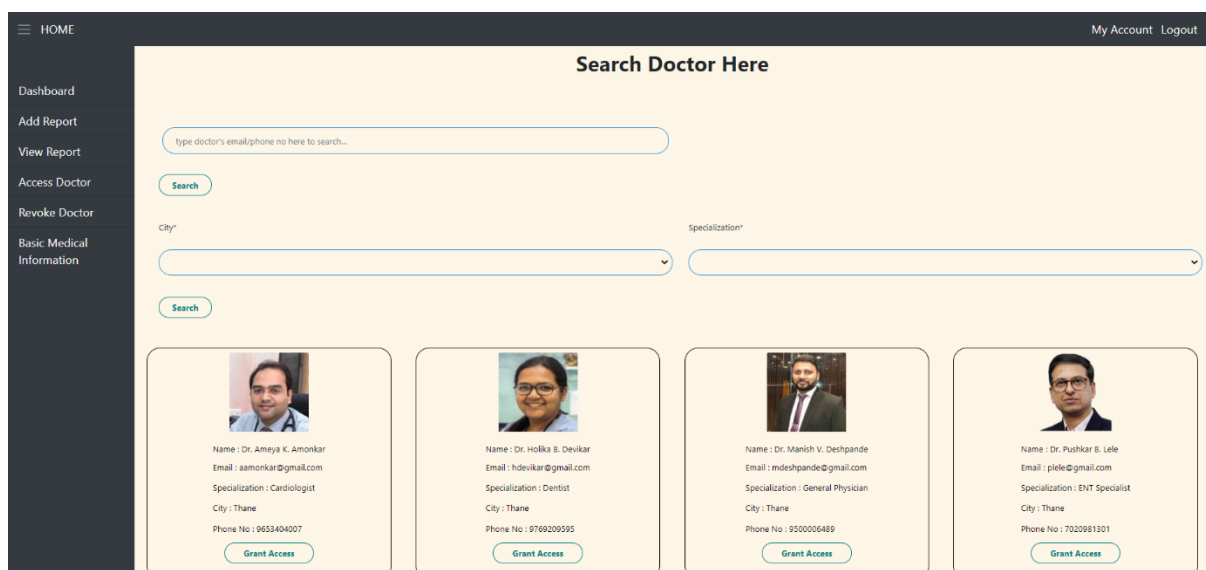 HOME
My Account Logout
Search Doctor Here
Dashboard
Add Report
View Report
Access Doctor
Revoke Doctor
Basic Medical
Information
type doctor's email/phone no here to search...
Search
City*
Specialization*
Search
Name : Dr. Ameya K. Amonkar
Email : aamonkar@gmail.com
Specialization : Cardiologist
City : Thane
Phone No : 9653404007
Grant Access
Name : Dr. Holika B. Devikar
Email : hdevikar@gmail.com
Specialization : Dentist
City : Thane
Phone No : 9769209595
Grant Access
Name : Dr. Manish V. Deshpande
Email : mdeshpande@gmail.com
Specialization : General Physician
City : Thane
Phone No : 9500006489
Grant Access
Name : Dr. Pushkar B. Lele
Email : plele@gmail.com
Specialization : ENT Specialist
City : Thane
Phone No : 7020981301
Grant Access